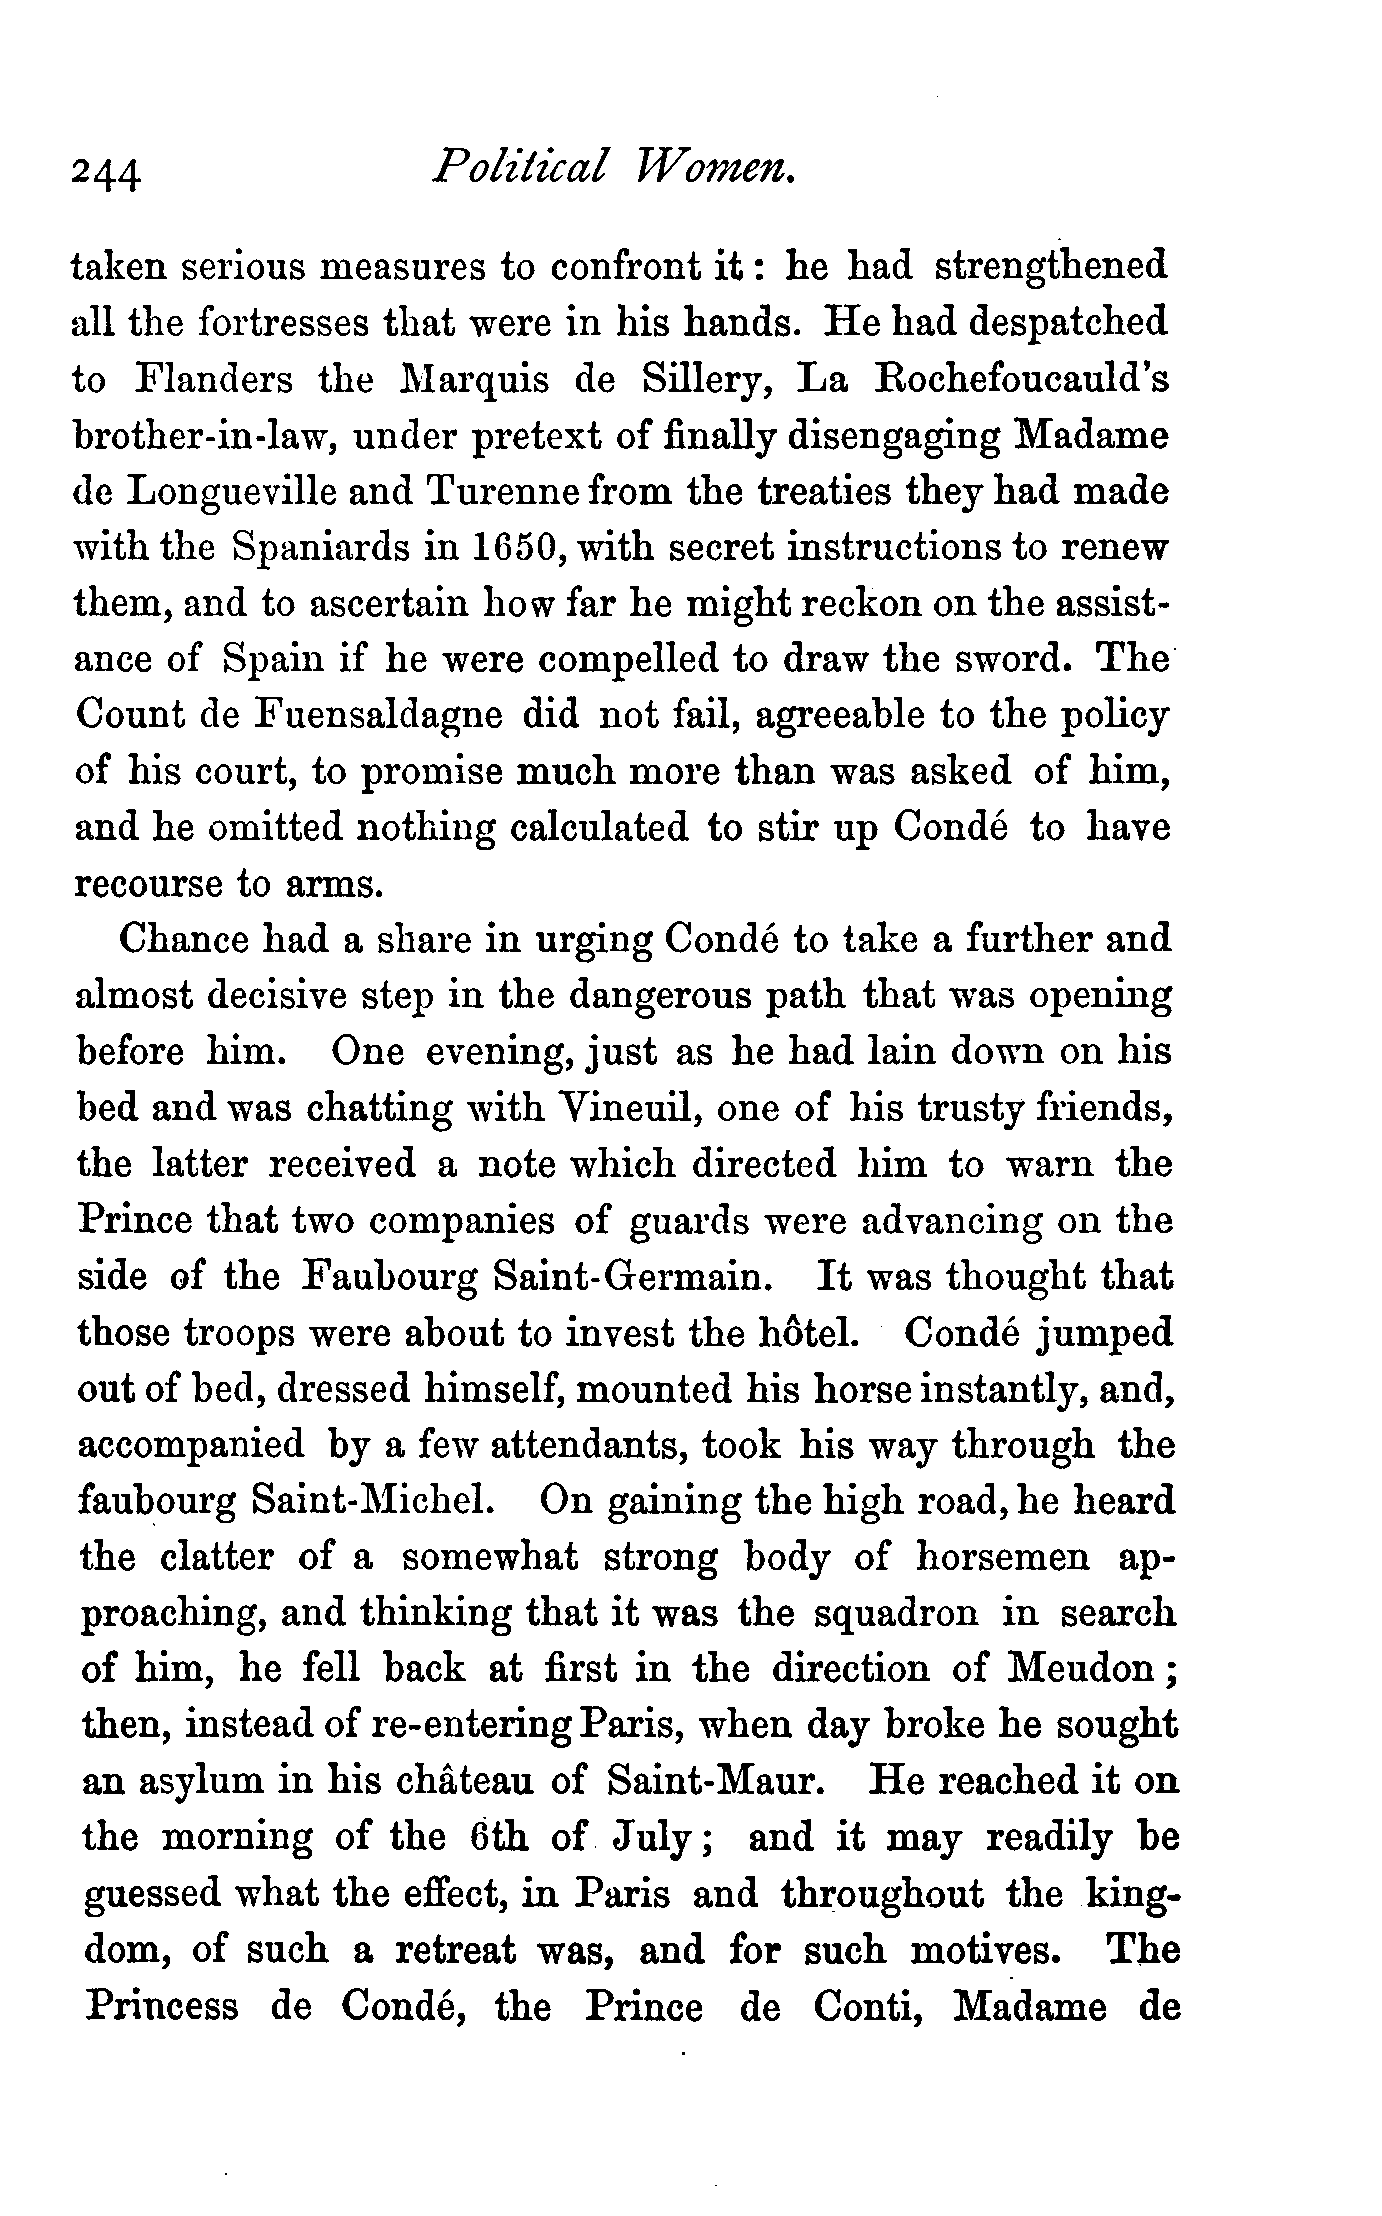 244 Political Women.
taken serious measures to confront it : he had strengthened
all the fortresses that were in his hands. He had despatched
to Flanders the Marquis de Sillery, La Rochefoucauld's
brother-in-law, under pretext of finally disengaging Madame
de Longueville and Turenne from the treaties they had made
with the Spaniards in 1650, with secret instructions to renew
them, and to ascertain how far he might reckon on the assist-
ance of Spain if he were compelled to draw the sword. The
Count de Fuensaldagne did not fail, agreeable to the policy
of his court, to promise much more than was asked of him,
and he omitted nothing calculated to stir up Condé to have
recourse to arms.
Chance had a share in urging Condé to take a further and
almost decisive step in the dangerous path that was opening
before him. One evening, just as he had lain down on his
bed and was chatting with Vineuil, one of his trusty friends,
the latter received a note which directed him to warn the
Prince that two companies of guards were advancing on the
side of the Faubourg Saint-Germain. It was thought that
those troops were about to invest the hôtel. Condé jumped
out of bed, dressed himself, mounted his horse instantly, and,
accompanied by a few attendants, took his way through the
faubourg Saint-Michel. On gaining the high road, he heard
the clatter of a somewhat strong body of horsemen ap-
proaching, and thinking that it was the squadron in search
of him, he fell back at first in the direction of Meudon ;
then, instead of re-entering Paris, when day broke he sought
an asylum in his château of Saint-Maur. He reached it on
the morning of the 6th of July ; and it may readily be
guessed what the effect, in Paris and throughout the king-
dom, of such a retreat was, and for such motives. The
Princess de Condé, the Prince de Conti, Madame de